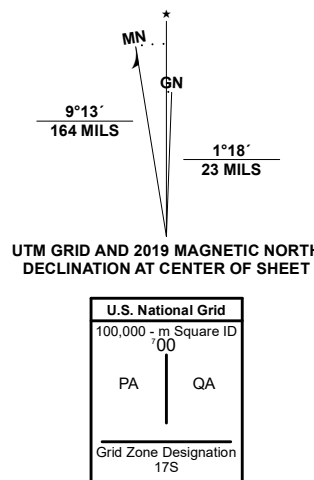 ★
MN
GN
9°13´
164 MILS
1°18´
23 MILS
UTM GRID AND 2019 MAGNETIC NORTH
DECLINATION AT CENTER OF SHEET
U.S. National Grid
100,000 - m Square ID
⁷00
PA QA
Grid Zone Designation
17S